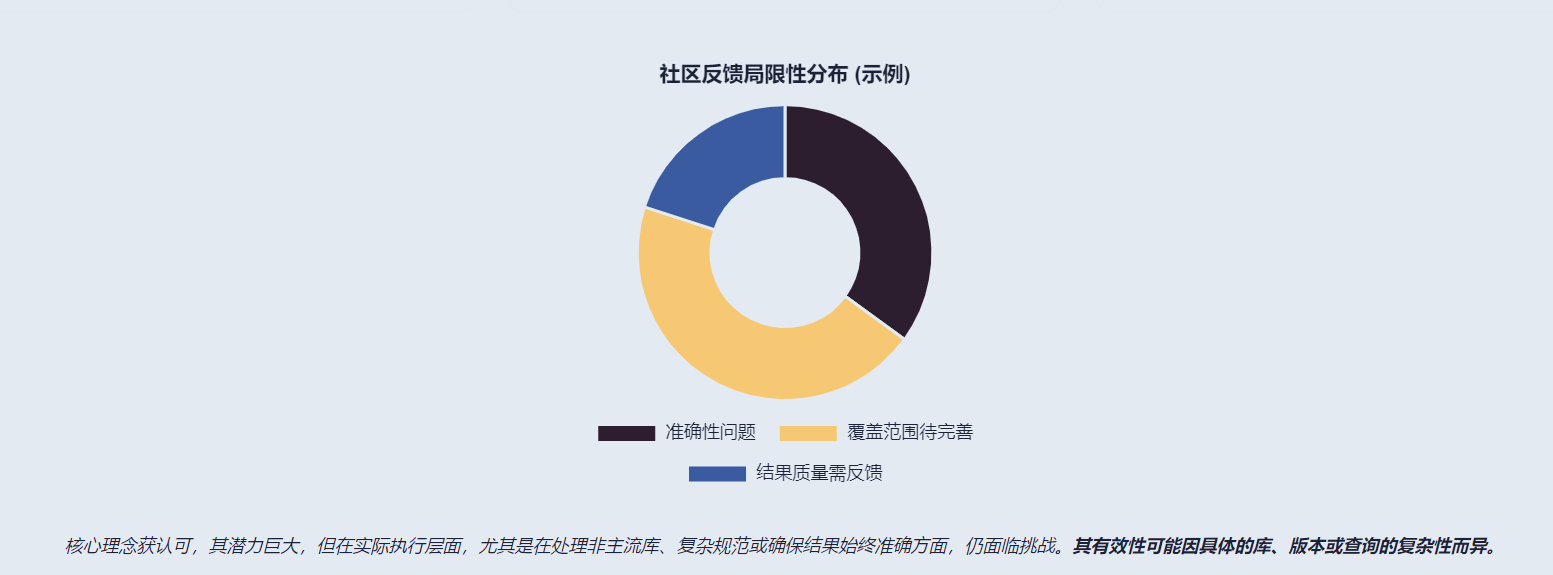 社区反馈局限性分布 (示例)
准确性问题 覆盖范围待完善
结果质量需反馈
核心理念获认可，其潜力巨大，但在实际执行层面，尤其是在处理非主流库、复杂规范或确保结果始终准确方面，仍面临挑战。其有效性可能因具体的库、版本或查询的复杂性而异。